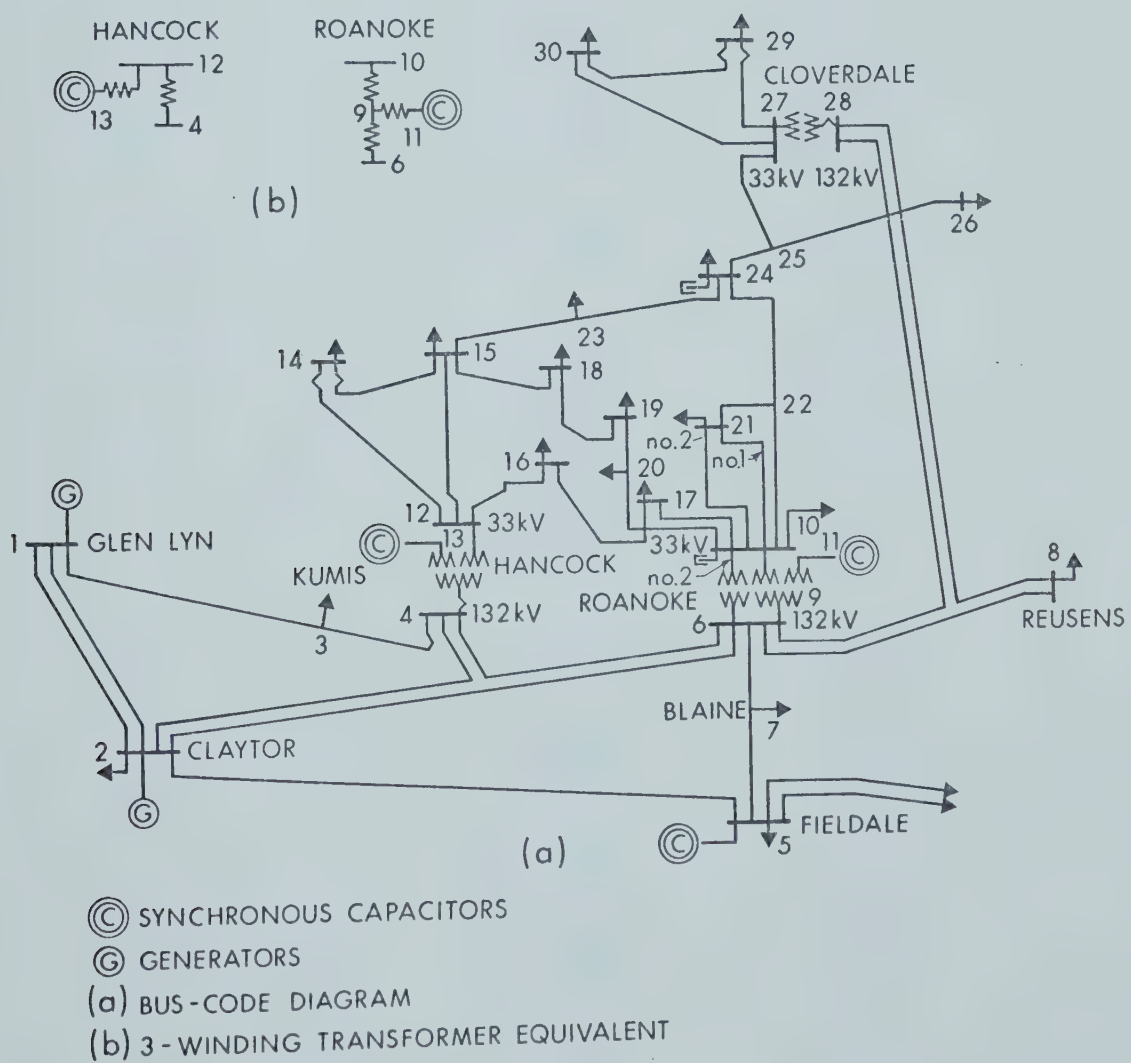 HANCOCK
12
C
13
4
ROANOKE
10
9
C
11
6
(b)
30
29
CLOVERDALE
27
28
33kV
132kV
26
25
24
23
14
15
18
19
22
21
no.2
no.1
20
16
17
12
33kV
13
C
HANCOCK
10
33kV
11
C
no.2
ROANOKE
9
G
1
GLEN LYN
KUMIS
3
4
132kV
6
132kV
8
REUSENS
BLAINE
7
2
CLAYTOR
G
C
5
FIELDALE
(a)
C SYNCHRONOUS CAPACITORS
G GENERATORS
(a) BUS-CODE DIAGRAM
(b) 3-WINDING TRANSFORMER EQUIVALENT